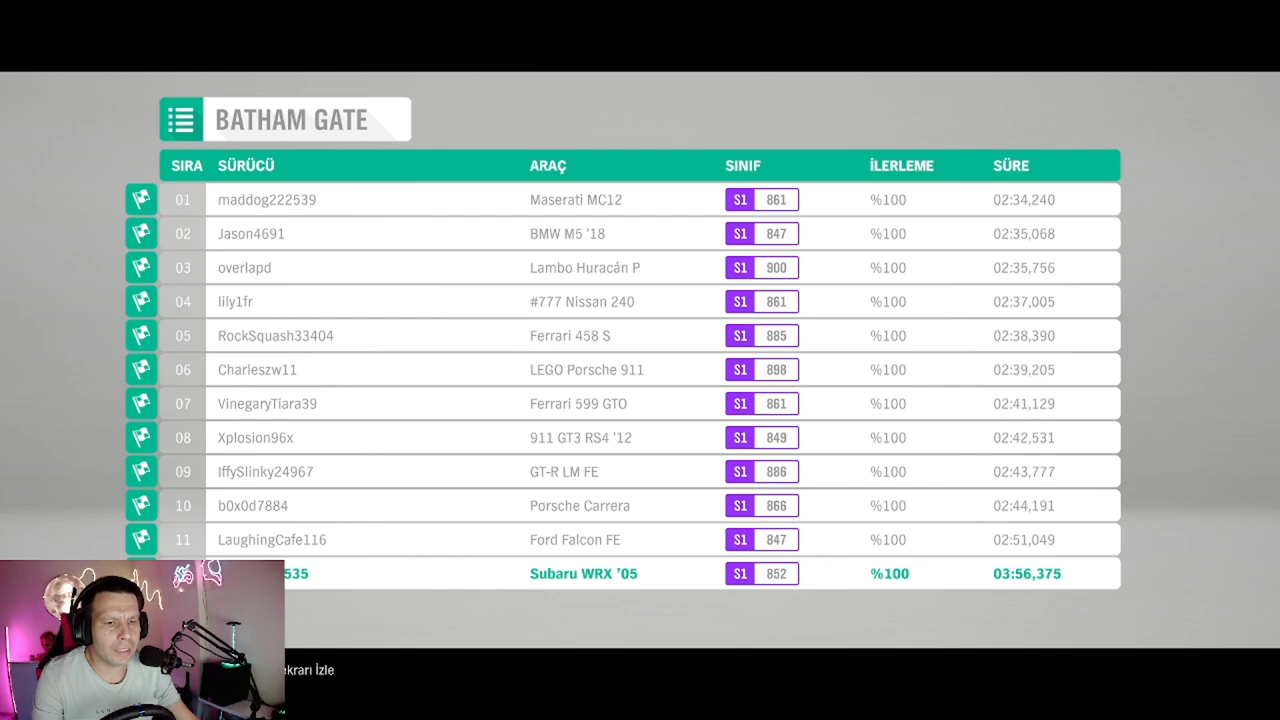 BATHAM GATE
SIRA SÜRÜCÜ ARAÇ SINIF İLERLEME SÜRE
01 maddog222539 Maserati MC12 S1 861 %100 02:34,240
02 Jason4691 BMW M5 '18 S1 847 %100 02:35,068
03 overlapd Lambo Huracán P S1 900 %100 02:35,756
04 lily1fr #777 Nissan 240 S1 861 %100 02:37,005
05 RockSquash33404 Ferrari 458 S S1 885 %100 02:38,390
06 Charleszw11 LEGO Porsche 911 S1 898 %100 02:39,205
07 VinegaryTiara39 Ferrari 599 GTO S1 861 %100 02:41,129
08 Xplosion96x 911 GT3 RS4 '12 S1 849 %100 02:42,531
09 IffySlinky24967 GT-R LM FE S1 886 %100 02:43,777
10 b0x0d7884 Porsche Carrera S1 866 %100 02:44,191
11 LaughingCafe116 Ford Falcon FE S1 847 %100 02:51,049
535 Subaru WRX '05 S1 852 %100 03:56,375
ekrarı İzle